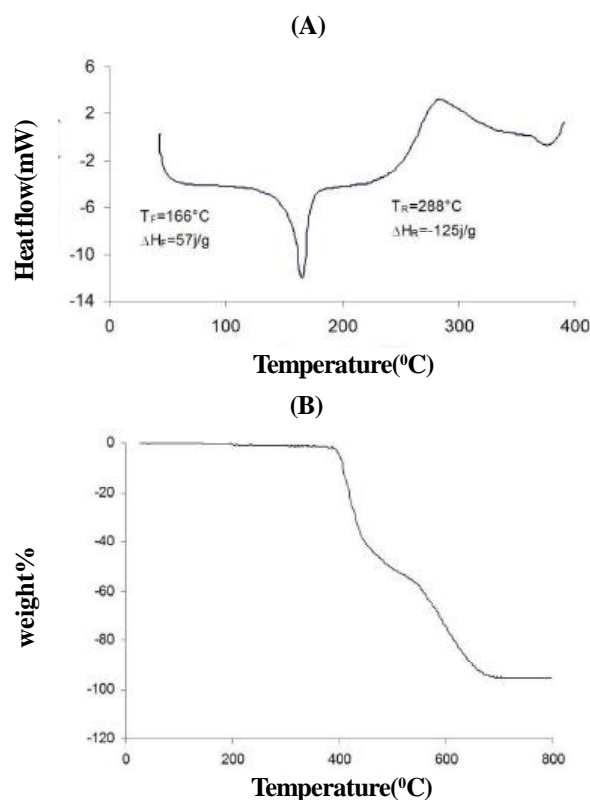 (A)
Heatflow(mW)
6
2
-2
-6
-10
-14
TF=166°C
ΔHF=57j/g
TR=288°C
ΔHR=-125j/g
0
100
200
300
400
Temperature(⁰C)
(B)
weight%
0
-20
-40
-60
-80
-100
-120
0
200
400
600
800
Temperature(⁰C)